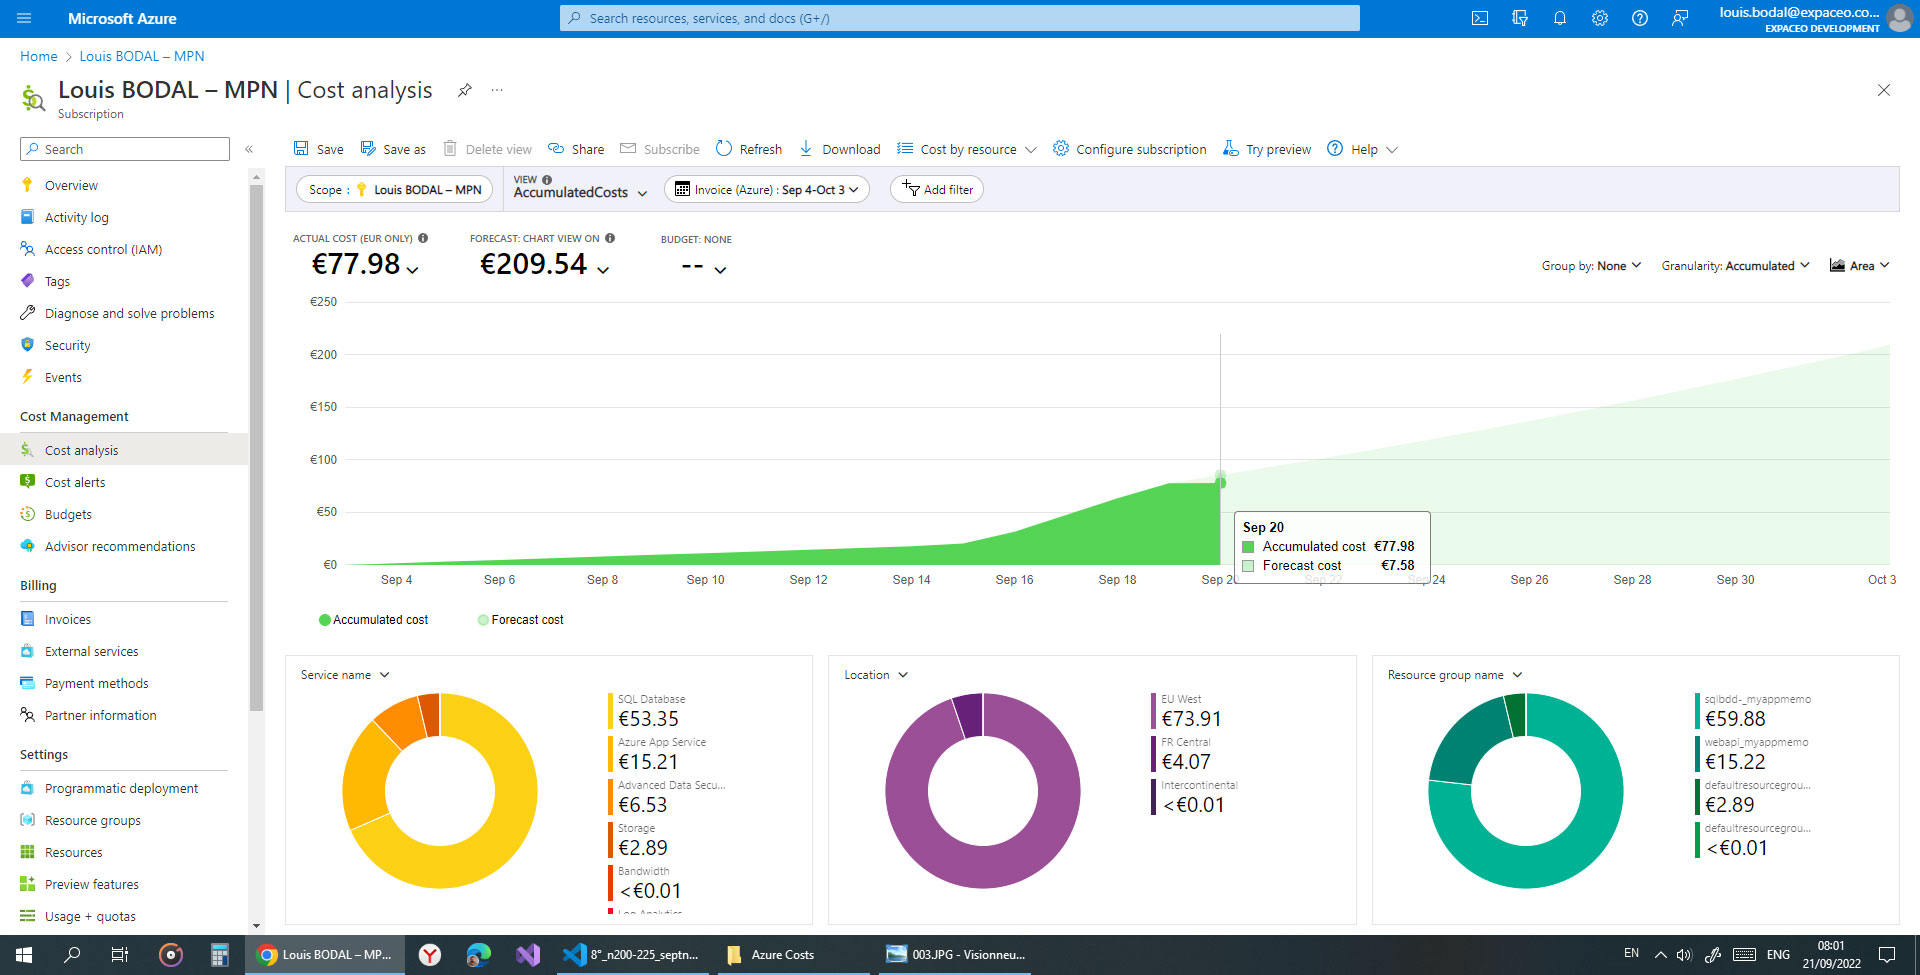 Microsoft Azure
Search resources, services, and docs (G+/)
louis.bodal@expaceo.co...
EXPACEO DEVELOPMENT
Home > Louis BODAL – MPN
Louis BODAL – MPN | Cost analysis
Subscription
Search
Overview
Activity log
Access control (IAM)
Tags
Diagnose and solve problems
Security
Events
Cost Management
Cost analysis
Cost alerts
Budgets
Advisor recommendations
Billing
Invoices
External services
Payment methods
Partner information
Settings
Programmatic deployment
Resource groups
Resources
Preview features
Usage + quotas
Save Save as Delete view Share Subscribe Refresh Download Cost by resource Configure subscription Try preview Help
Scope : Louis BODAL – MPN
VIEW
AccumulatedCosts
Invoice (Azure) : Sep 4-Oct 3
Add filter
ACTUAL COST (EUR ONLY)
€77.98
FORECAST: CHART VIEW ON
€209.54
BUDGET: NONE
--
Group by: None
Granularity: Accumulated
Area
€250
€200
€150
€100
€50
€0
Sep 4 Sep 6 Sep 8 Sep 10 Sep 12 Sep 14 Sep 16 Sep 18 Sep 20 Sep 22 Sep 24 Sep 26 Sep 28 Sep 30 Oct 3
Sep 20
Accumulated cost €77.98
Forecast cost €7.58
Accumulated cost Forecast cost
Service name
SQL Database
€53.35
Azure App Service
€15.21
Advanced Data Secu...
€6.53
Storage
€2.89
Bandwidth
<€0.01
Log Analytics
Location
EU West
€73.91
FR Central
€4.07
Intercontinental
<€0.01
Resource group name
sqlbdd-_myappmemo
€59.88
webapi_myappmemo
€15.22
defaultresourcegrou...
€2.89
defaultresourcegrou...
<€0.01
Louis BODAL – MP...
8°_n200-225_septn...
Azure Costs
003.JPG - Visionneu...
EN
ENG
08:01
21/09/2022